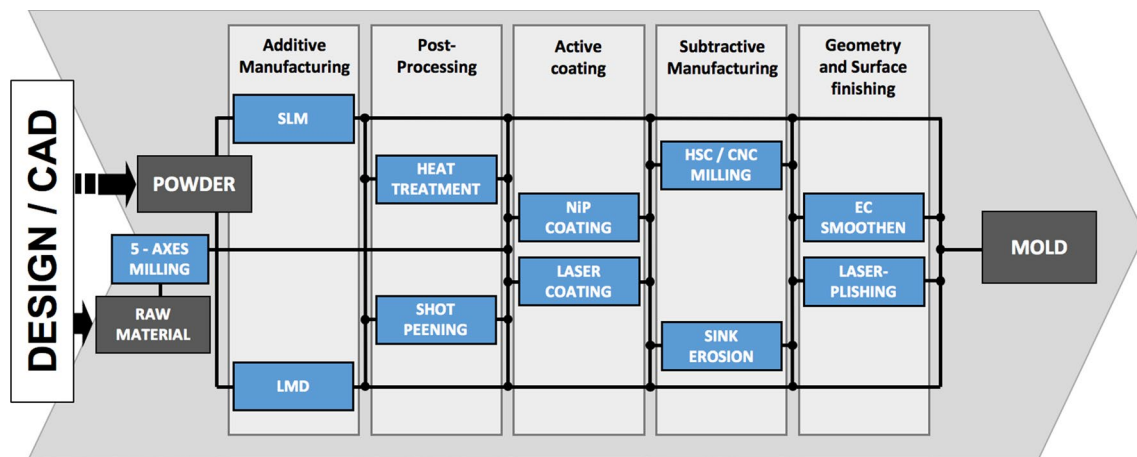 DESIGN / CAD
Additive
Manufacturing
Post-
Processing
Active
coating
Subtractive
Manufacturing
Geometry
and Surface
finishing
SLM
POWDER
HEAT
TREATMENT
HSC / CNC
MILLING
NiP
COATING
EC
SMOOTHEN
5 - AXES
MILLING
LASER
COATING
LASER-
PLISHING
MOLD
RAW
MATERIAL
SHOT
PEENING
SINK
EROSION
LMD